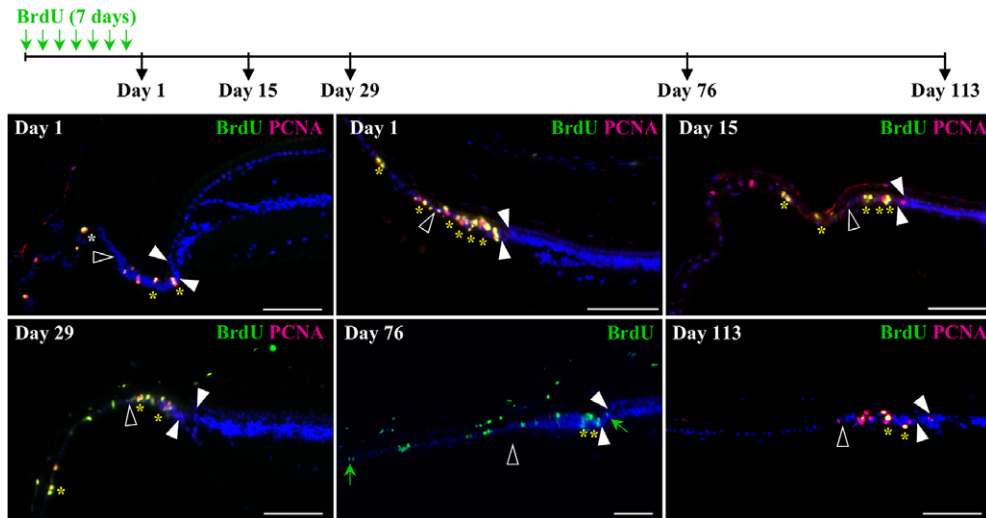 BrdU (7 days)
Day 1
Day 15
Day 29
Day 76
Day 113
Day 1 BrdU PCNA
Day 1 BrdU PCNA
Day 15 BrdU PCNA
Day 29 BrdU PCNA
Day 76 BrdU
Day 113 BrdU PCNA